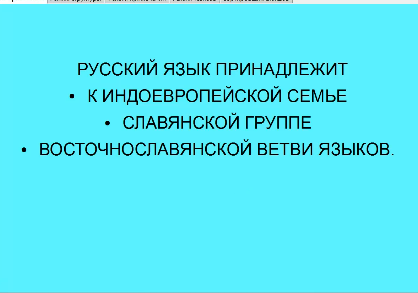 РУССКИЙ ЯЗЫК ПРИНАДЛЕЖИТ
• К ИНДОЕВРОПЕЙСКОЙ СЕМЬЕ
• СЛАВЯНСКОЙ ГРУППЕ
• ВОСТОЧНОСЛАВЯНСКОЙ ВЕТВИ ЯЗЫКОВ.